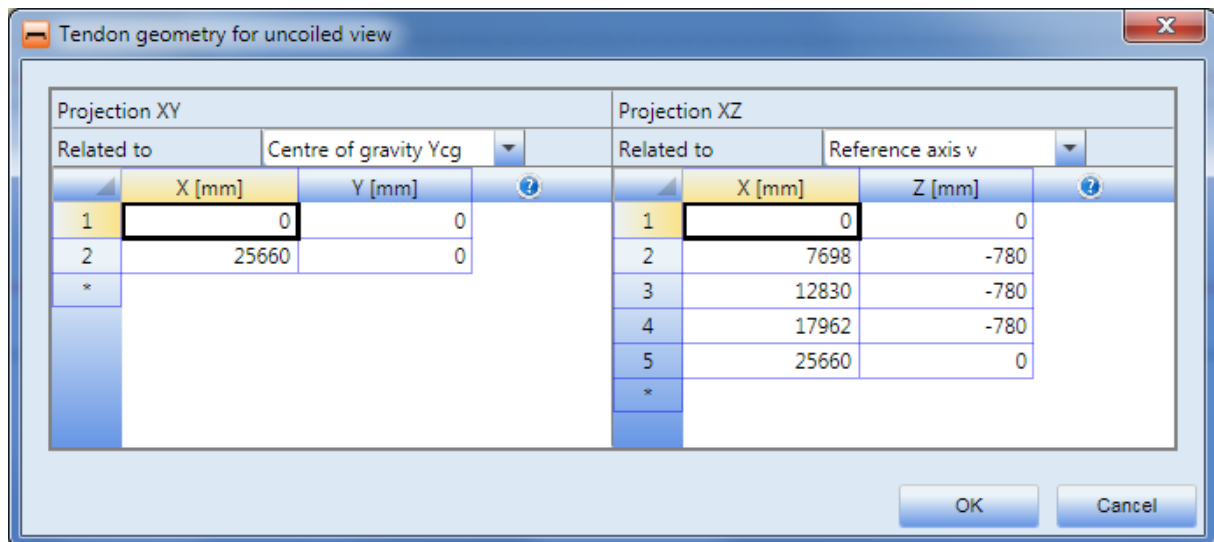 Tendon geometry for uncoiled view
Projection XY
Related to Centre of gravity Ycg
X [mm] Y [mm]
1 0 0
2 25660 0
*
Projection XZ
Related to Reference axis v
X [mm] Z [mm]
1 0 0
2 7698 -780
3 12830 -780
4 17962 -780
5 25660 0
*
OK Cancel